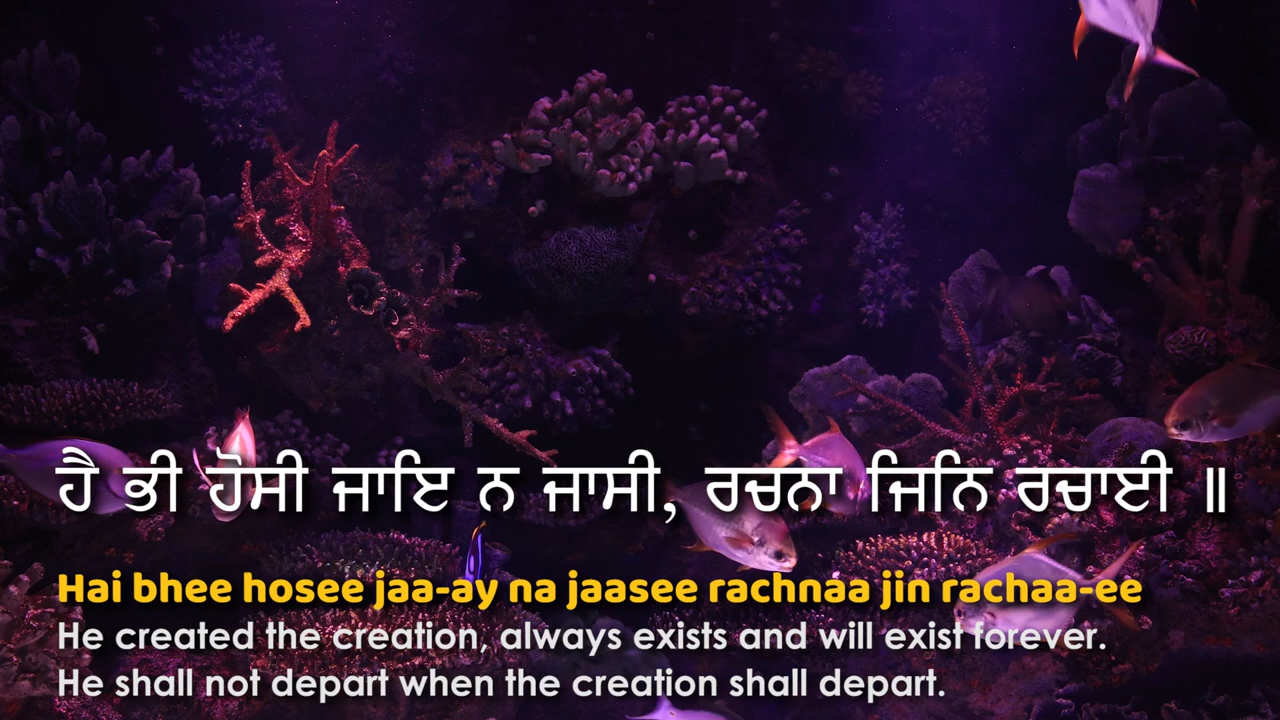 ਹੈ ਭੀ ਹੋਸੀ ਜਾਇ ਨ ਜਾਸੀ, ਰਚਨਾ ਜਿਨਿ ਰਚਾਈ ॥
Hai bhee hosee jaa-ay na jaasee rachnaa jin rachaa-ee
He created the creation, always exists and will exist forever.
He shall not depart when the creation shall depart.